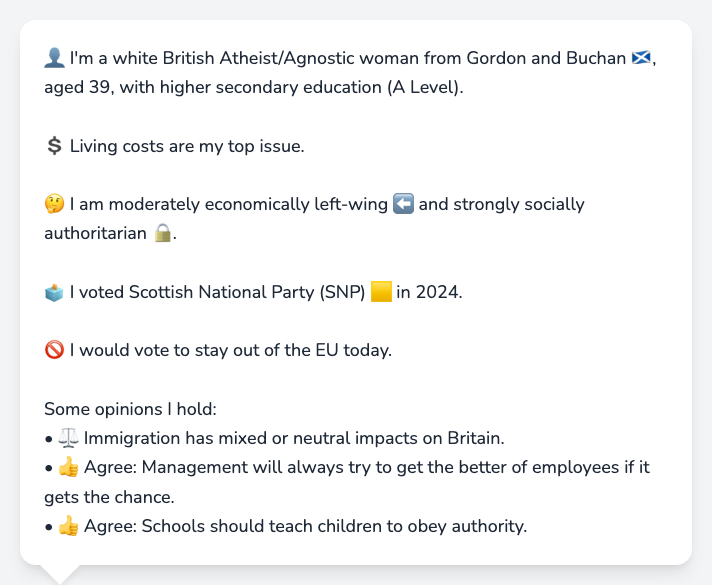 👤 I'm a white British Atheist/Agnostic woman from Gordon and Buchan 🏴󠁧󠁢󠁳󠁣󠁴󠁿,
aged 39, with higher secondary education (A Level).
💲 Living costs are my top issue.
🤔 I am moderately economically left-wing ⬅️ and strongly socially
authoritarian 🔒.
🗳️ I voted Scottish National Party (SNP) 🟨 in 2024.
🚫 I would vote to stay out of the EU today.
Some opinions I hold:
• ⚖️ Immigration has mixed or neutral impacts on Britain.
• 👍 Agree: Management will always try to get the better of employees if it
gets the chance.
• 👍 Agree: Schools should teach children to obey authority.